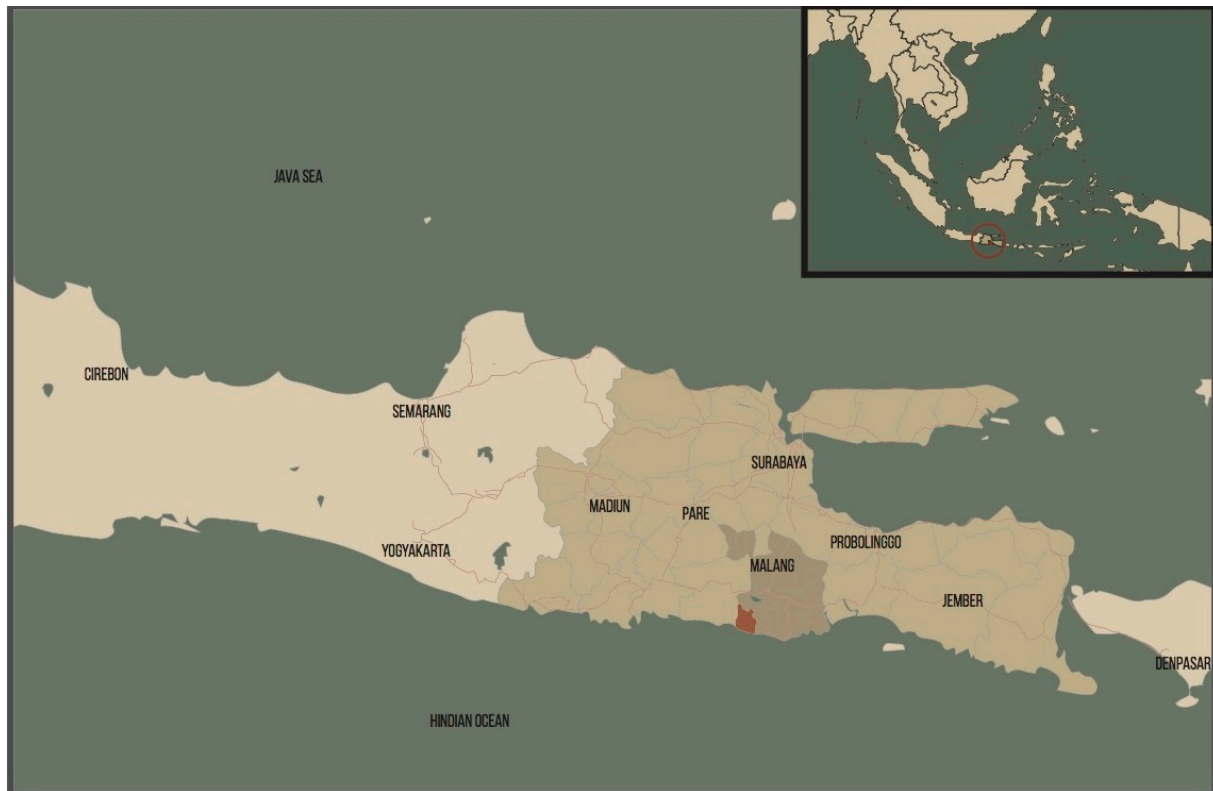 JAVA SEA
CIREBON
SEMARANG
SURABAYA
MADIUN
PARE
PROBOLINGGO
YOGYAKARTA
MALANG
JEMBER
DENPASAR
HINDIAN OCEAN